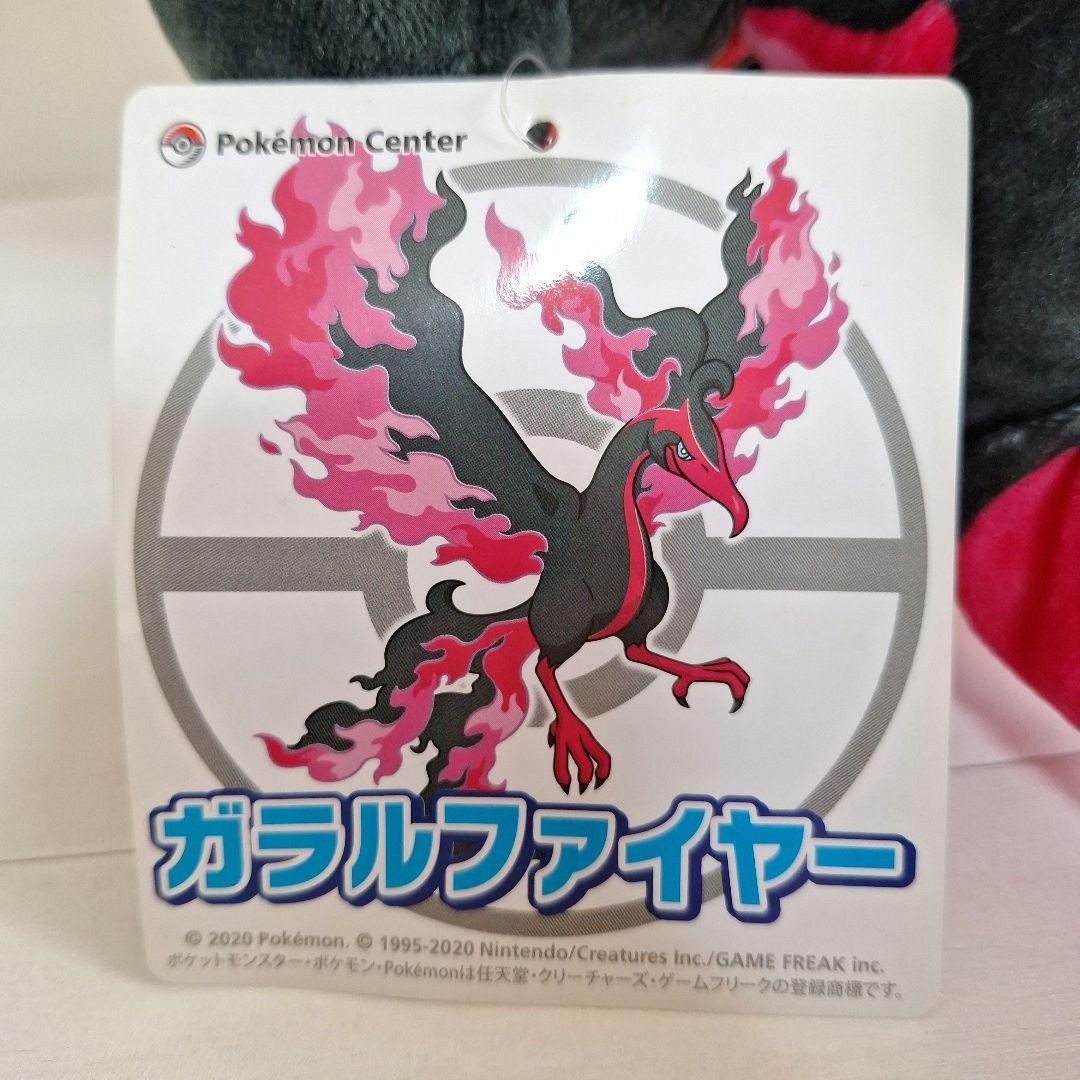 Pokémon Center
ガラルファイヤー
© 2020 Pokémon. © 1995-2020 Nintendo/Creatures Inc./GAME FREAK inc.
ポケットモンスター・ポケモン・Pokémonは任天堂・クリーチャーズ・ゲームフリークの登録商標です。